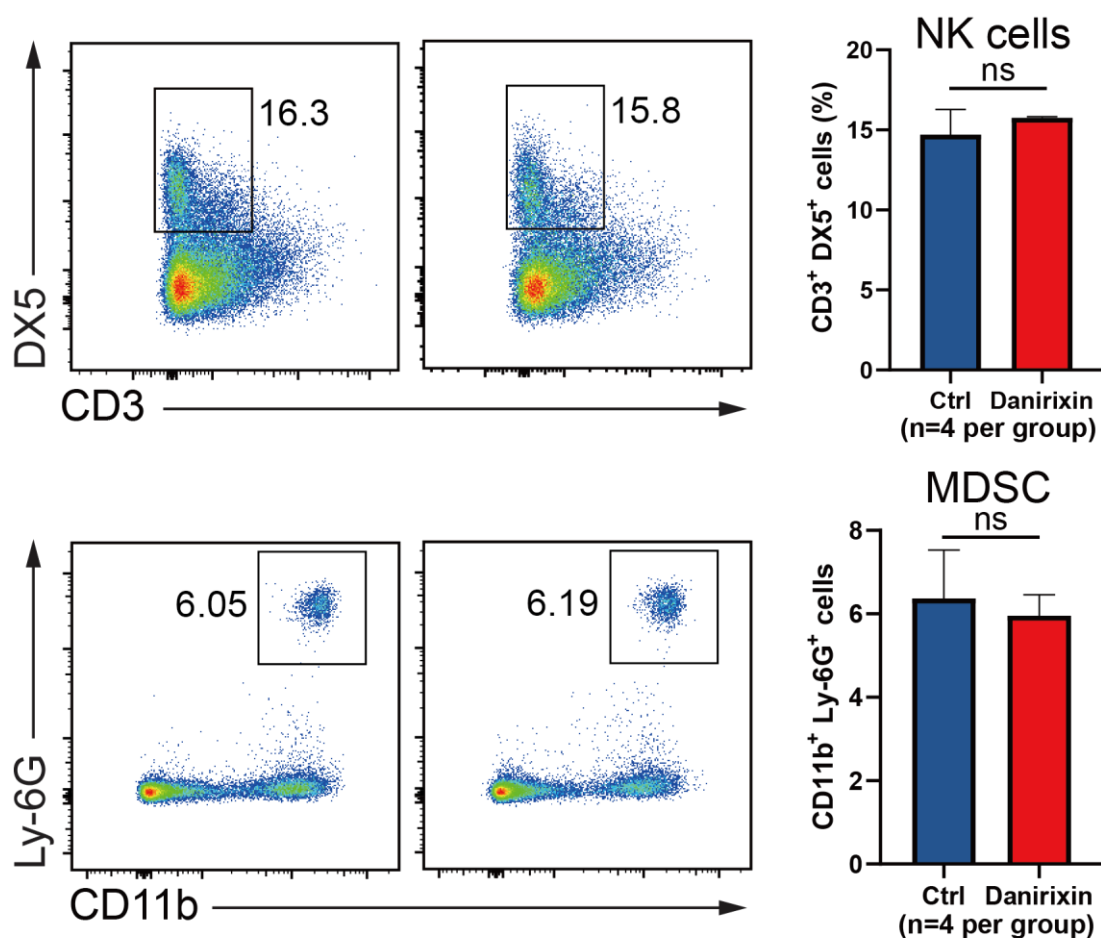 DX5
16.3
15.8
CD3
NK cells
ns
CD3⁺ DX5⁺ cells (%)
20
15
10
5
0
Ctrl Danirixin
(n=4 per group)
Ly-6G
6.05
6.19
CD11b
MDSC
ns
CD11b⁺ Ly-6G⁺ cells
8
6
4
2
0
Ctrl Danirixin
(n=4 per group)